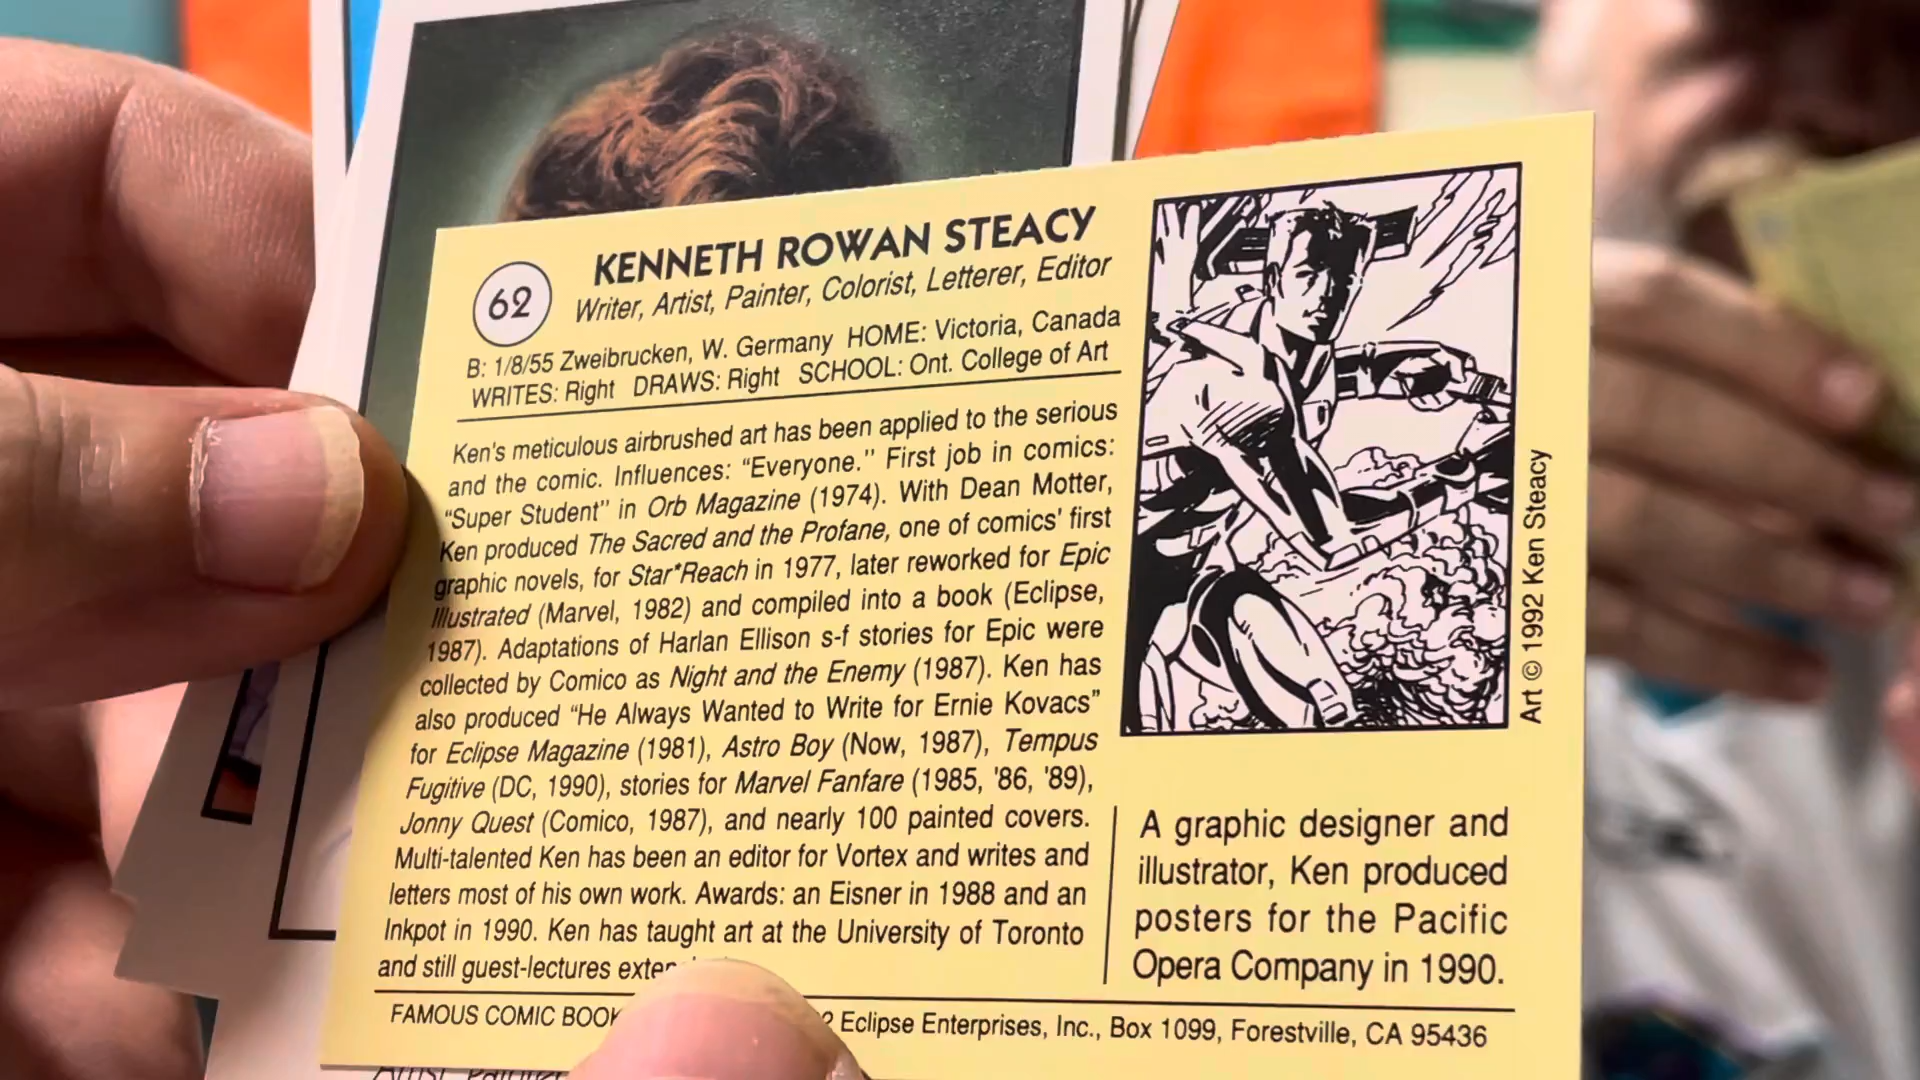 62
KENNETH ROWAN STEACY
Writer, Artist, Painter, Colorist, Letterer, Editor
B: 1/8/55 Zweibrucken, W. Germany HOME: Victoria, Canada
WRITES: Right DRAWS: Right SCHOOL: Ont. College of Art
Ken's meticulous airbrushed art has been applied to the serious
and the comic. Influences: “Everyone.” First job in comics:
“Super Student” in Orb Magazine (1974). With Dean Motter,
Ken produced The Sacred and the Profane, one of comics' first
graphic novels, for Star*Reach in 1977, later reworked for Epic
Illustrated (Marvel, 1982) and compiled into a book (Eclipse,
1987). Adaptations of Harlan Ellison s-f stories for Epic were
collected by Comico as Night and the Enemy (1987). Ken has
also produced “He Always Wanted to Write for Ernie Kovacs”
for Eclipse Magazine (1981), Astro Boy (Now, 1987), Tempus
Fugitive (DC, 1990), stories for Marvel Fanfare (1985, '86, '89),
Jonny Quest (Comico, 1987), and nearly 100 painted covers.
Multi-talented Ken has been an editor for Vortex and writes and
letters most of his own work. Awards: an Eisner in 1988 and an
Inkpot in 1990. Ken has taught art at the University of Toronto
and still guest-lectures
Art © 1992 Ken Steacy
A graphic designer and
illustrator, Ken produced
posters for the Pacific
Opera Company in 1990.
FAMOUS COMIC BOOK Eclipse Enterprises, Inc., Box 1099, Forestville, CA 95436